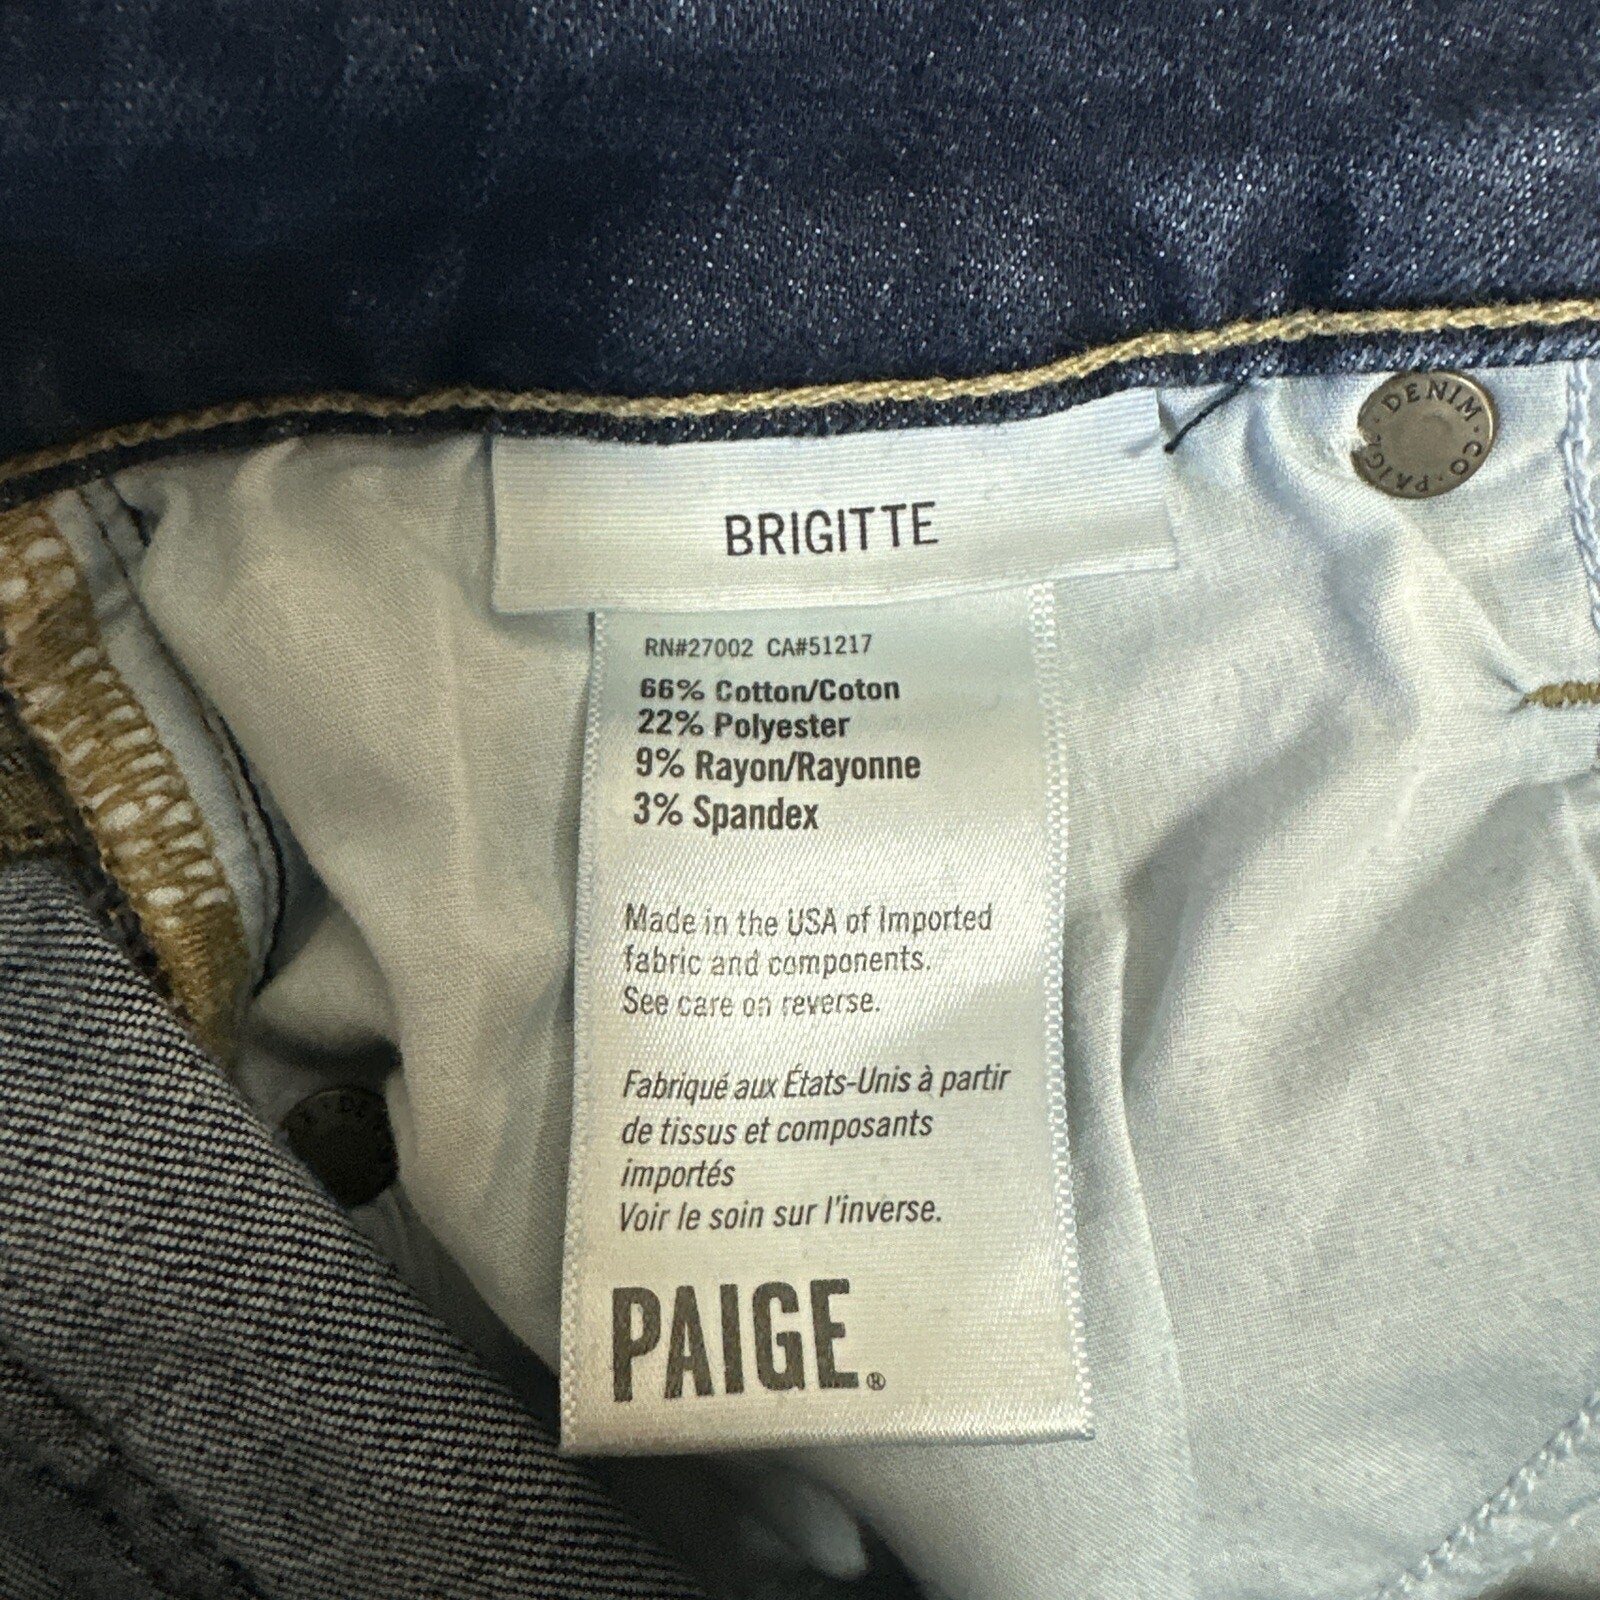 BRIGITTE
RN#27002 CA#51217
66% Cotton/Coton
22% Polyester
9% Rayon/Rayonne
3% Spandex
Made in the USA of Imported
fabric and components.
See care on reverse.
Fabriqué aux États-Unis à partir
de tissus et composants
importés
Voir le soin sur l'inverse.
PAIGE®
DENIM · CO · PAIGE ·
DE